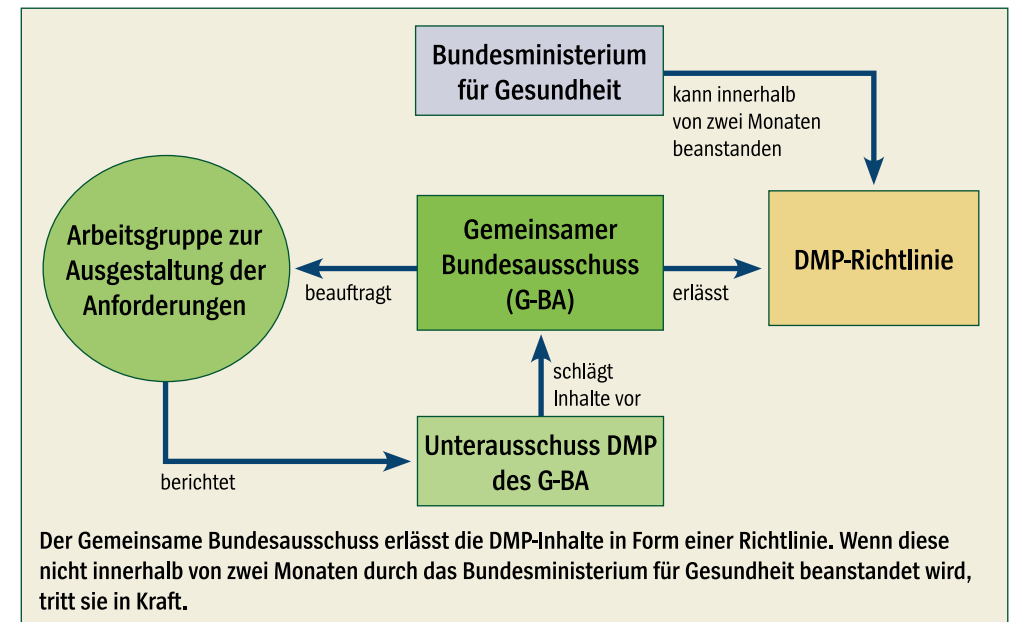 Bundesministerium
für Gesundheit
kann innerhalb
von zwei Monaten
beanstanden
Arbeitsgruppe zur
Ausgestaltung der
Anforderungen
beauftragt
Gemeinsamer
Bundesausschuss
(G-BA)
erlässt
DMP-Richtlinie
schlägt
Inhalte vor
Unterausschuss DMP
des G-BA
berichtet
Der Gemeinsame Bundesausschuss erlässt die DMP-Inhalte in Form einer Richtlinie. Wenn diese
nicht innerhalb von zwei Monaten durch das Bundesministerium für Gesundheit beanstandet wird,
tritt sie in Kraft.